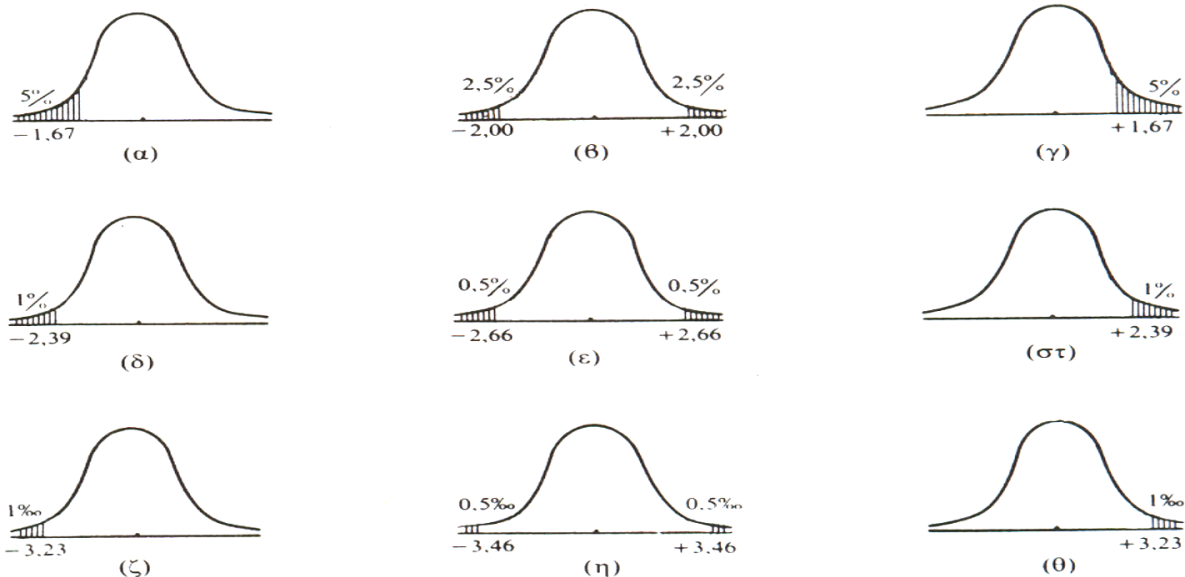 5%
−1,67
(α)
2,5% 2,5%
−2,00 +2,00
(β)
5%
+1,67
(γ)
1%
−2,39
(δ)
0,5% 0,5%
−2,66 +2,66
(ε)
1%
+2,39
(στ)
1‰
−3,23
(ζ)
0.5‰ 0.5‰
−3.46 +3.46
(η)
1‰
+3,23
(θ)